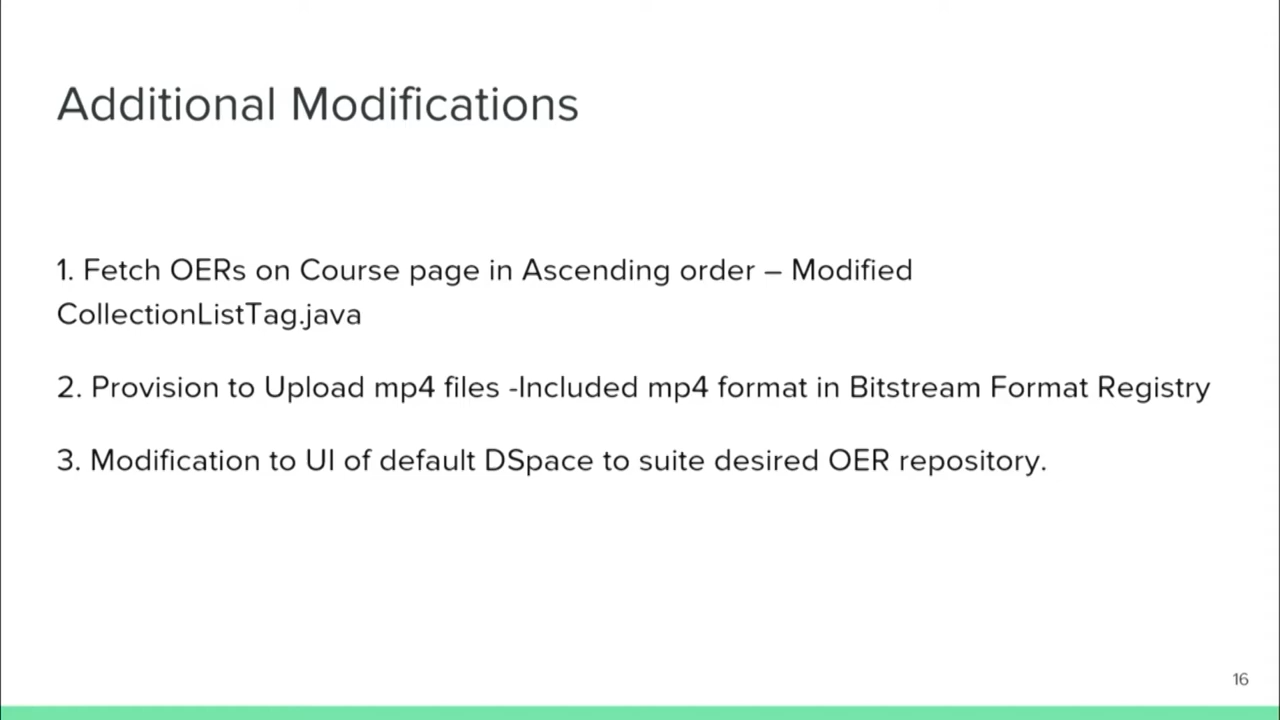 Additional Modifications
1. Fetch OERs on Course page in Ascending order – Modified
CollectionListTag.java
2. Provision to Upload mp4 files -Included mp4 format in Bitstream Format Registry
3. Modification to UI of default DSpace to suite desired OER repository.
16